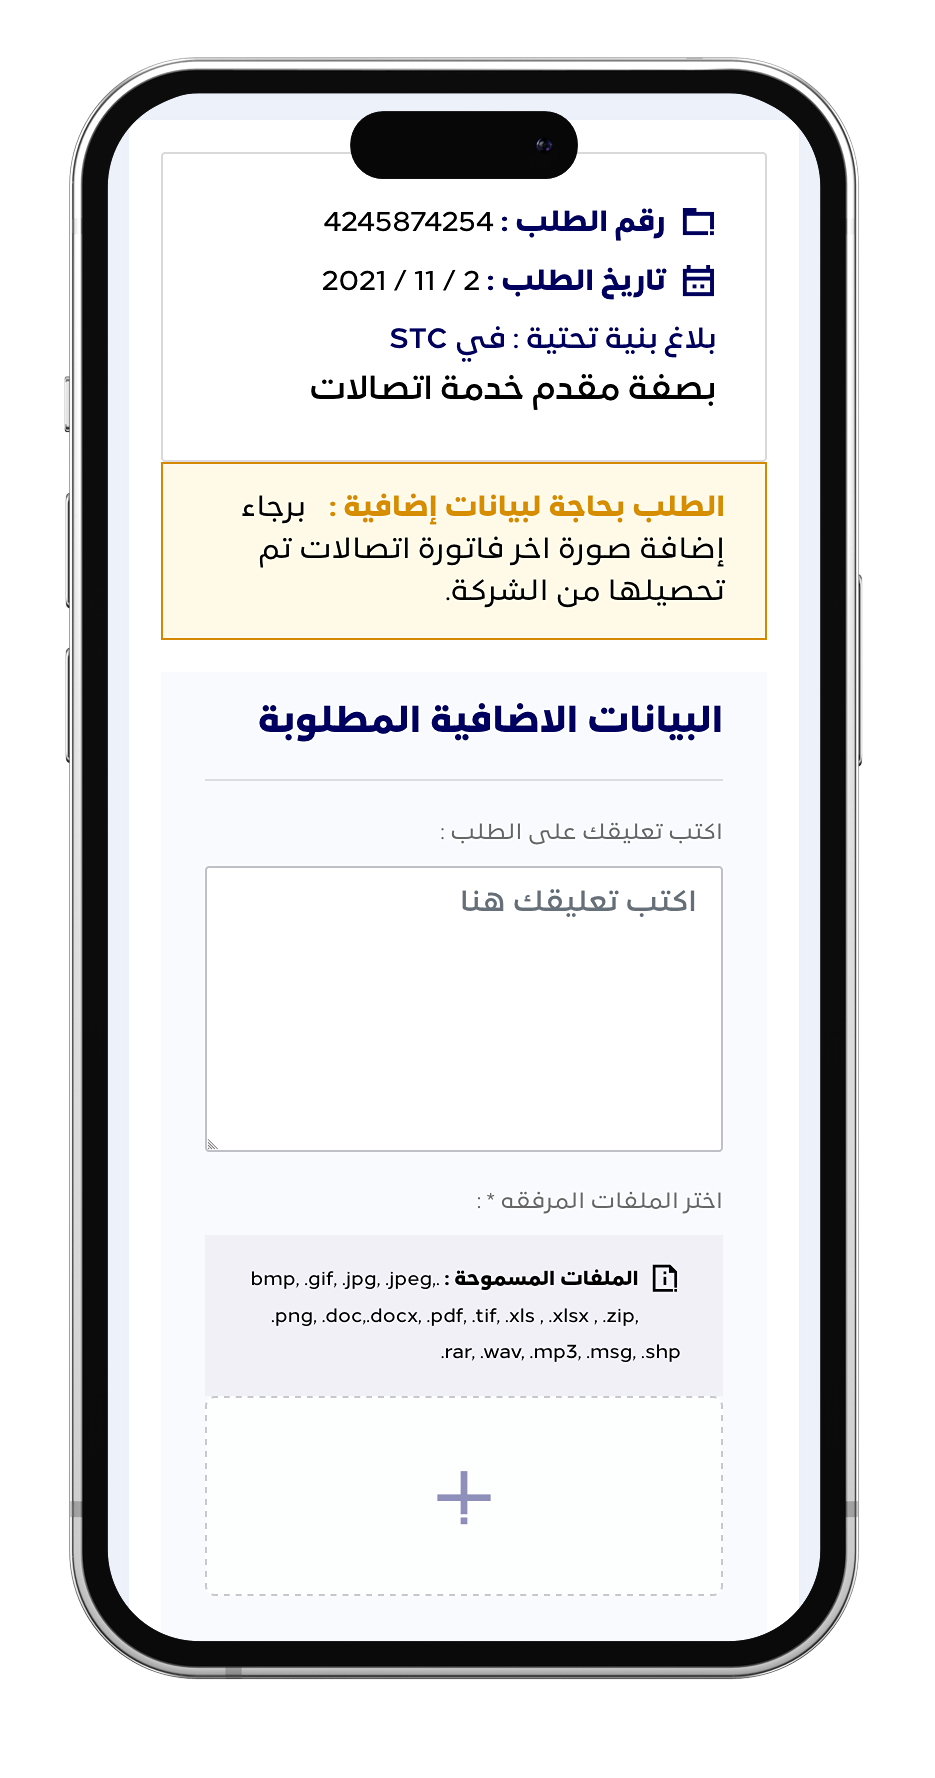 رقم الطلب : 4245874254
تاريخ الطلب : 2 / 11 / 2021
بلاغ بنية تحتية : في STC
بصفة مقدم خدمة اتصالات
الطلب بحاجة لبيانات إضافية : برجاء
إضافة صورة اخر فاتورة اتصالات تم
تحصيلها من الشركة.
البيانات الاضافية المطلوبة
اكتب تعليقك على الطلب :
اكتب تعليقك هنا
اختر الملفات المرفقه * :
الملفات المسموحة : .bmp, .gif, .jpg, .jpeg,
.png, .doc,.docx, .pdf, .tif, .xls , .xlsx , .zip,
.rar, .wav, .mp3, .msg, .shp